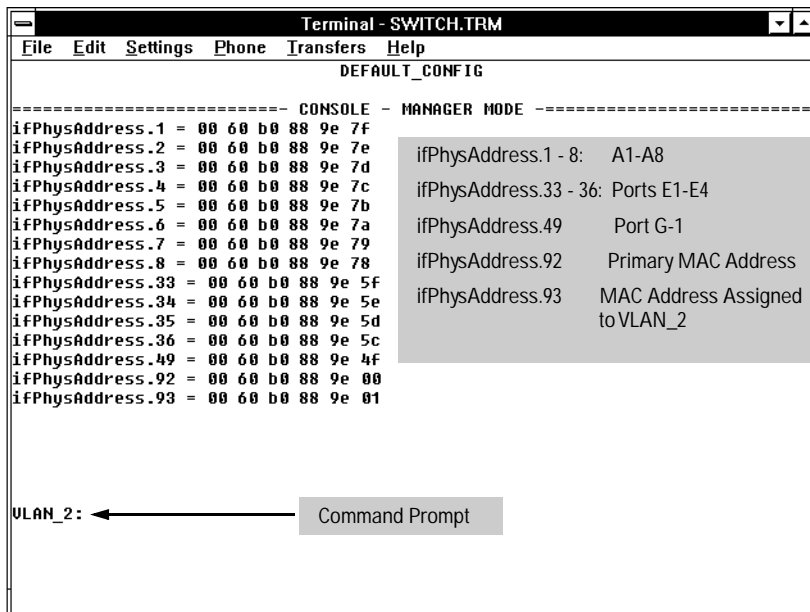 Terminal - SWITCH.TRM
File Edit Settings Phone Transfers Help
DEFAULT_CONFIG
===========================- CONSOLE - MANAGER MODE -===========================
ifPhysAddress.1 = 00 60 b0 88 9e 7f
ifPhysAddress.2 = 00 60 b0 88 9e 7e
ifPhysAddress.3 = 00 60 b0 88 9e 7d
ifPhysAddress.4 = 00 60 b0 88 9e 7c
ifPhysAddress.5 = 00 60 b0 88 9e 7b
ifPhysAddress.6 = 00 60 b0 88 9e 7a
ifPhysAddress.7 = 00 60 b0 88 9e 79
ifPhysAddress.8 = 00 60 b0 88 9e 78
ifPhysAddress.33 = 00 60 b0 88 9e 5f
ifPhysAddress.34 = 00 60 b0 88 9e 5e
ifPhysAddress.35 = 00 60 b0 88 9e 5d
ifPhysAddress.36 = 00 60 b0 88 9e 5c
ifPhysAddress.49 = 00 60 b0 88 9e 4f
ifPhysAddress.92 = 00 60 b0 88 9e 00
ifPhysAddress.93 = 00 60 b0 88 9e 01
ifPhysAddress.1 - 8: A1-A8
ifPhysAddress.33 - 36: Ports E1-E4
ifPhysAddress.49 Port G-1
ifPhysAddress.92 Primary MAC Address
ifPhysAddress.93 MAC Address Assigned
to VLAN_2
VLAN_2:
Command Prompt